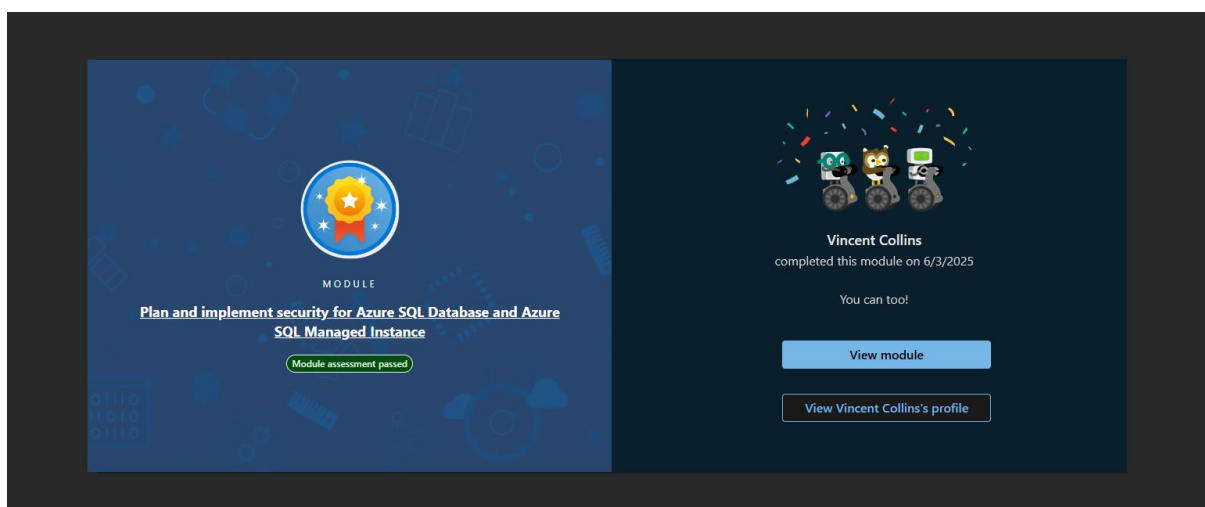 MODULE
Plan and implement security for Azure SQL Database and Azure
SQL Managed Instance
Module assessment passed
Vincent Collins
completed this module on 6/3/2025
You can too!
View module
View Vincent Collins's profile